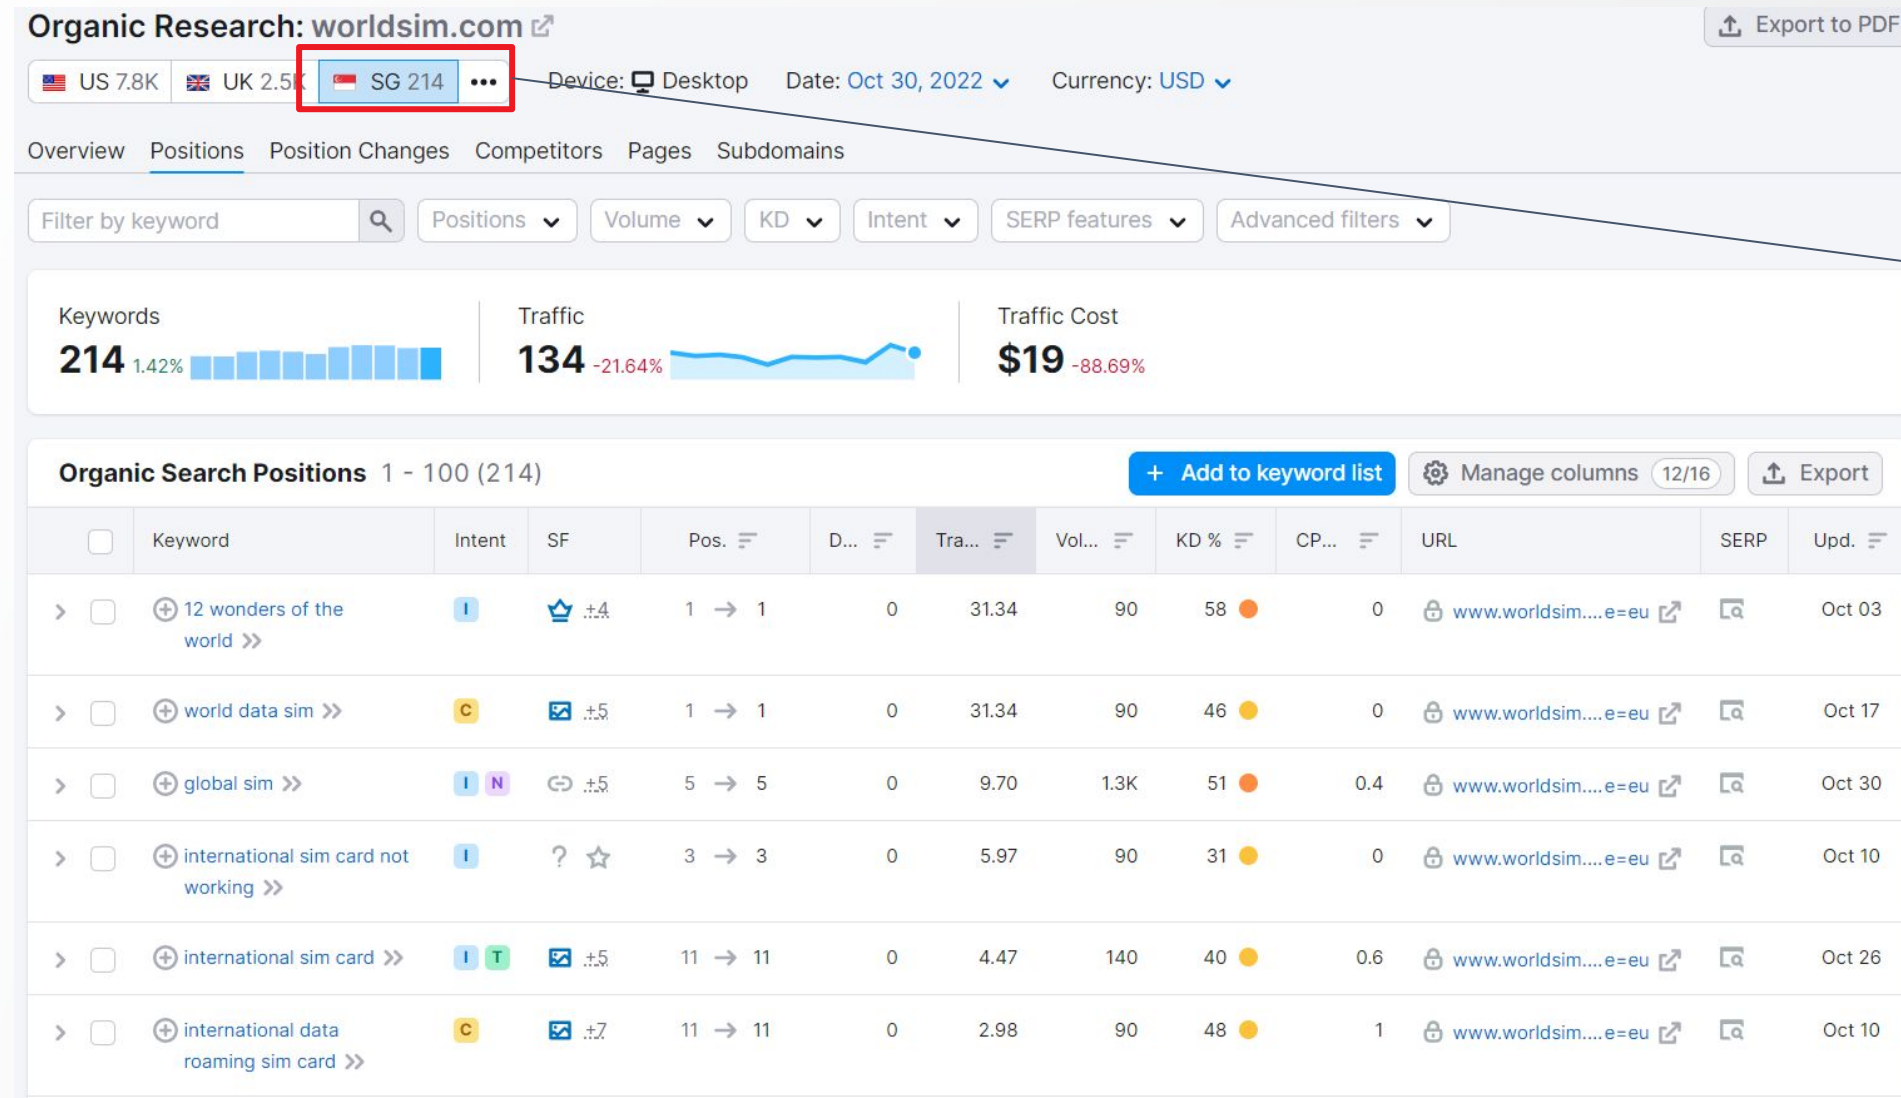 Organic Research: worldsim.com
Export to PDF
US 7.8K UK 2.5K SG 214 •••
Device: Desktop Date: Oct 30, 2022 Currency: USD
Overview Positions Position Changes Competitors Pages Subdomains
Filter by keyword Positions Volume KD Intent SERP features Advanced filters
Keywords Traffic Traffic Cost
214 1.42% 134 -21.64% $19 -88.69%
Organic Search Positions 1 - 100 (214)
+ Add to keyword list Manage columns 12/16 Export
Keyword Intent SF Pos. D... Tra... Vol... KD % CP... URL SERP Upd.
12 wonders of the I +4 1 → 1 0 31.34 90 58 0 www.worldsim....e=eu Oct 03
world
world data sim C +5 1 → 1 0 31.34 90 46 0 www.worldsim....e=eu Oct 17
global sim I N +5 5 → 5 0 9.70 1.3K 51 0.4 www.worldsim....e=eu Oct 30
international sim card not I ? 3 → 3 0 5.97 90 31 0 www.worldsim....e=eu Oct 10
working
international sim card I T +5 11 → 11 0 4.47 140 40 0.6 www.worldsim....e=eu Oct 26
international data C +7 11 → 11 0 2.98 90 48 1 www.worldsim....e=eu Oct 10
roaming sim card